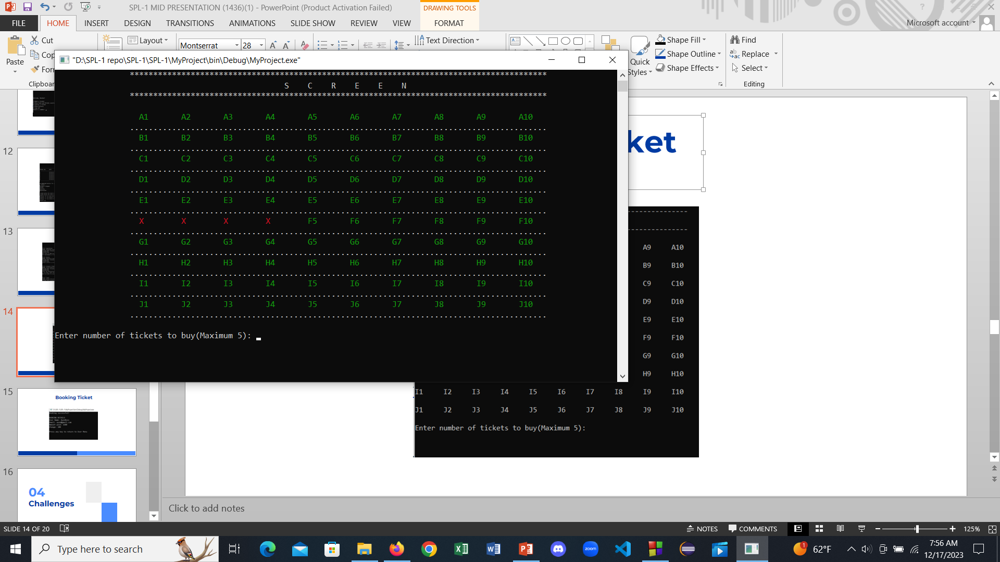 SPL-1 MID PRESENTATION (1436)(1) - PowerPoint (Product Activation Failed)
DRAWING TOOLS
FILE HOME INSERT DESIGN TRANSITIONS ANIMATIONS SLIDE SHOW REVIEW VIEW FORMAT
Microsoft account
Paste
Cut
Cop
Form
Clipboar
Layout
Montserrat 28
Text Direction
Quick
Styles
Shape Fill
Shape Outline
Shape Effects
Find
Replace
Select
Editing
"D:\SPL-1 repo\SPL-1\SPL-1\MyProject\bin\Debug\MyProject.exe"
*****************************************************************************************
S C R E E N
*****************************************************************************************
A1 A2 A3 A4 A5 A6 A7 A8 A9 A10
.........................................................................................
B1 B2 B3 B4 B5 B6 B7 B8 B9 B10
.........................................................................................
C1 C2 C3 C4 C5 C6 C7 C8 C9 C10
.........................................................................................
D1 D2 D3 D4 D5 D6 D7 D8 D9 D10
.........................................................................................
E1 E2 E3 E4 E5 E6 E7 E8 E9 E10
.........................................................................................
X X X X F5 F6 F7 F8 F9 F10
.........................................................................................
G1 G2 G3 G4 G5 G6 G7 G8 G9 G10
.........................................................................................
H1 H2 H3 H4 H5 H6 H7 H8 H9 H10
.........................................................................................
I1 I2 I3 I4 I5 I6 I7 I8 I9 I10
.........................................................................................
J1 J2 J3 J4 J5 J6 J7 J8 J9 J10
.........................................................................................
Enter number of tickets to buy(Maximum 5):
ket
A9 A10
B9 B10
C9 C10
D9 D10
E9 E10
F9 F10
G9 G10
H9 H10
I1 I2 I3 I4 I5 I6 I7 I8 I9 I10
J1 J2 J3 J4 J5 J6 J7 J8 J9 J10
Enter number of tickets to buy(Maximum 5):
12
13
14
15
Booking Ticket
16
04
Challenges
Click to add notes
SLIDE 14 OF 20
NOTES
COMMENTS
125%
Type here to search
zoom
62°F
7:56 AM
12/17/2023